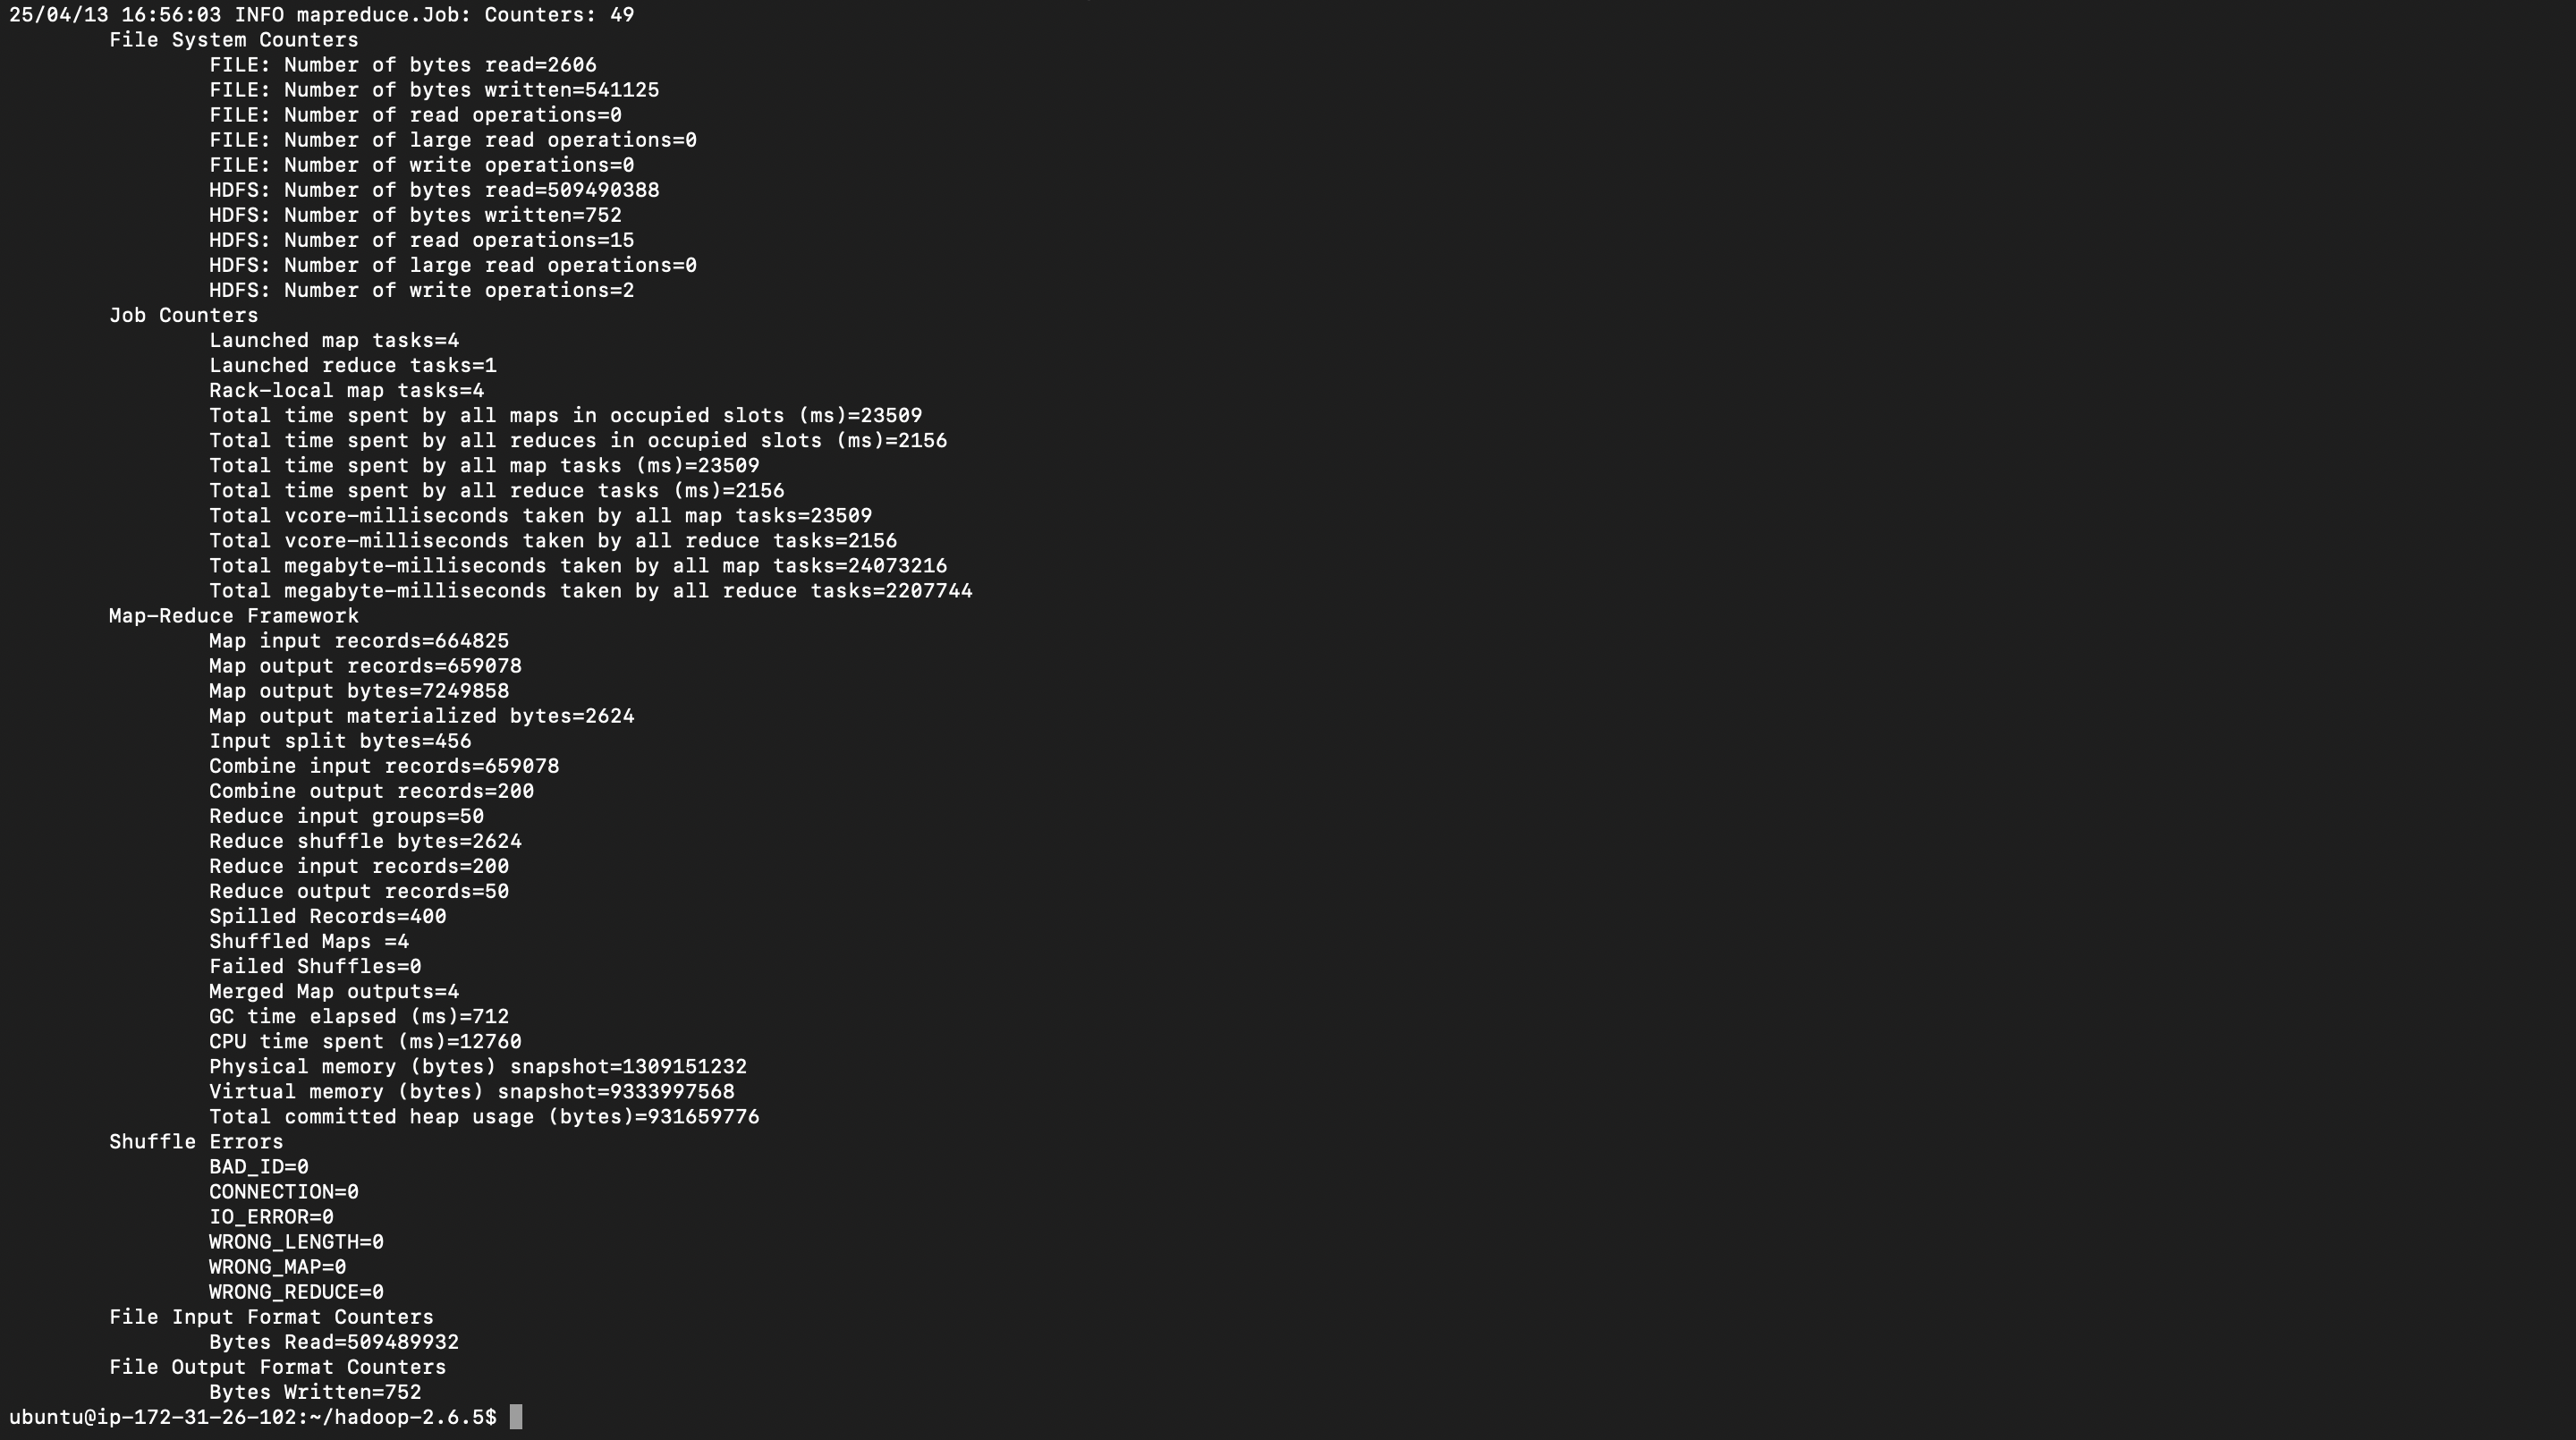 25/04/13 16:56:03 INFO mapreduce.Job: Counters: 49
File System Counters
FILE: Number of bytes read=2606
FILE: Number of bytes written=541125
FILE: Number of read operations=0
FILE: Number of large read operations=0
FILE: Number of write operations=0
HDFS: Number of bytes read=509490388
HDFS: Number of bytes written=752
HDFS: Number of read operations=15
HDFS: Number of large read operations=0
HDFS: Number of write operations=2
Job Counters
Launched map tasks=4
Launched reduce tasks=1
Rack-local map tasks=4
Total time spent by all maps in occupied slots (ms)=23509
Total time spent by all reduces in occupied slots (ms)=2156
Total time spent by all map tasks (ms)=23509
Total time spent by all reduce tasks (ms)=2156
Total vcore-milliseconds taken by all map tasks=23509
Total vcore-milliseconds taken by all reduce tasks=2156
Total megabyte-milliseconds taken by all map tasks=24073216
Total megabyte-milliseconds taken by all reduce tasks=2207744
Map-Reduce Framework
Map input records=664825
Map output records=659078
Map output bytes=7249858
Map output materialized bytes=2624
Input split bytes=456
Combine input records=659078
Combine output records=200
Reduce input groups=50
Reduce shuffle bytes=2624
Reduce input records=200
Reduce output records=50
Spilled Records=400
Shuffled Maps =4
Failed Shuffles=0
Merged Map outputs=4
GC time elapsed (ms)=712
CPU time spent (ms)=12760
Physical memory (bytes) snapshot=1309151232
Virtual memory (bytes) snapshot=9333997568
Total committed heap usage (bytes)=931659776
Shuffle Errors
BAD_ID=0
CONNECTION=0
IO_ERROR=0
WRONG_LENGTH=0
WRONG_MAP=0
WRONG_REDUCE=0
File Input Format Counters
Bytes Read=509489932
File Output Format Counters
Bytes Written=752
ubuntu@ip-172-31-26-102:~/hadoop-2.6.5$